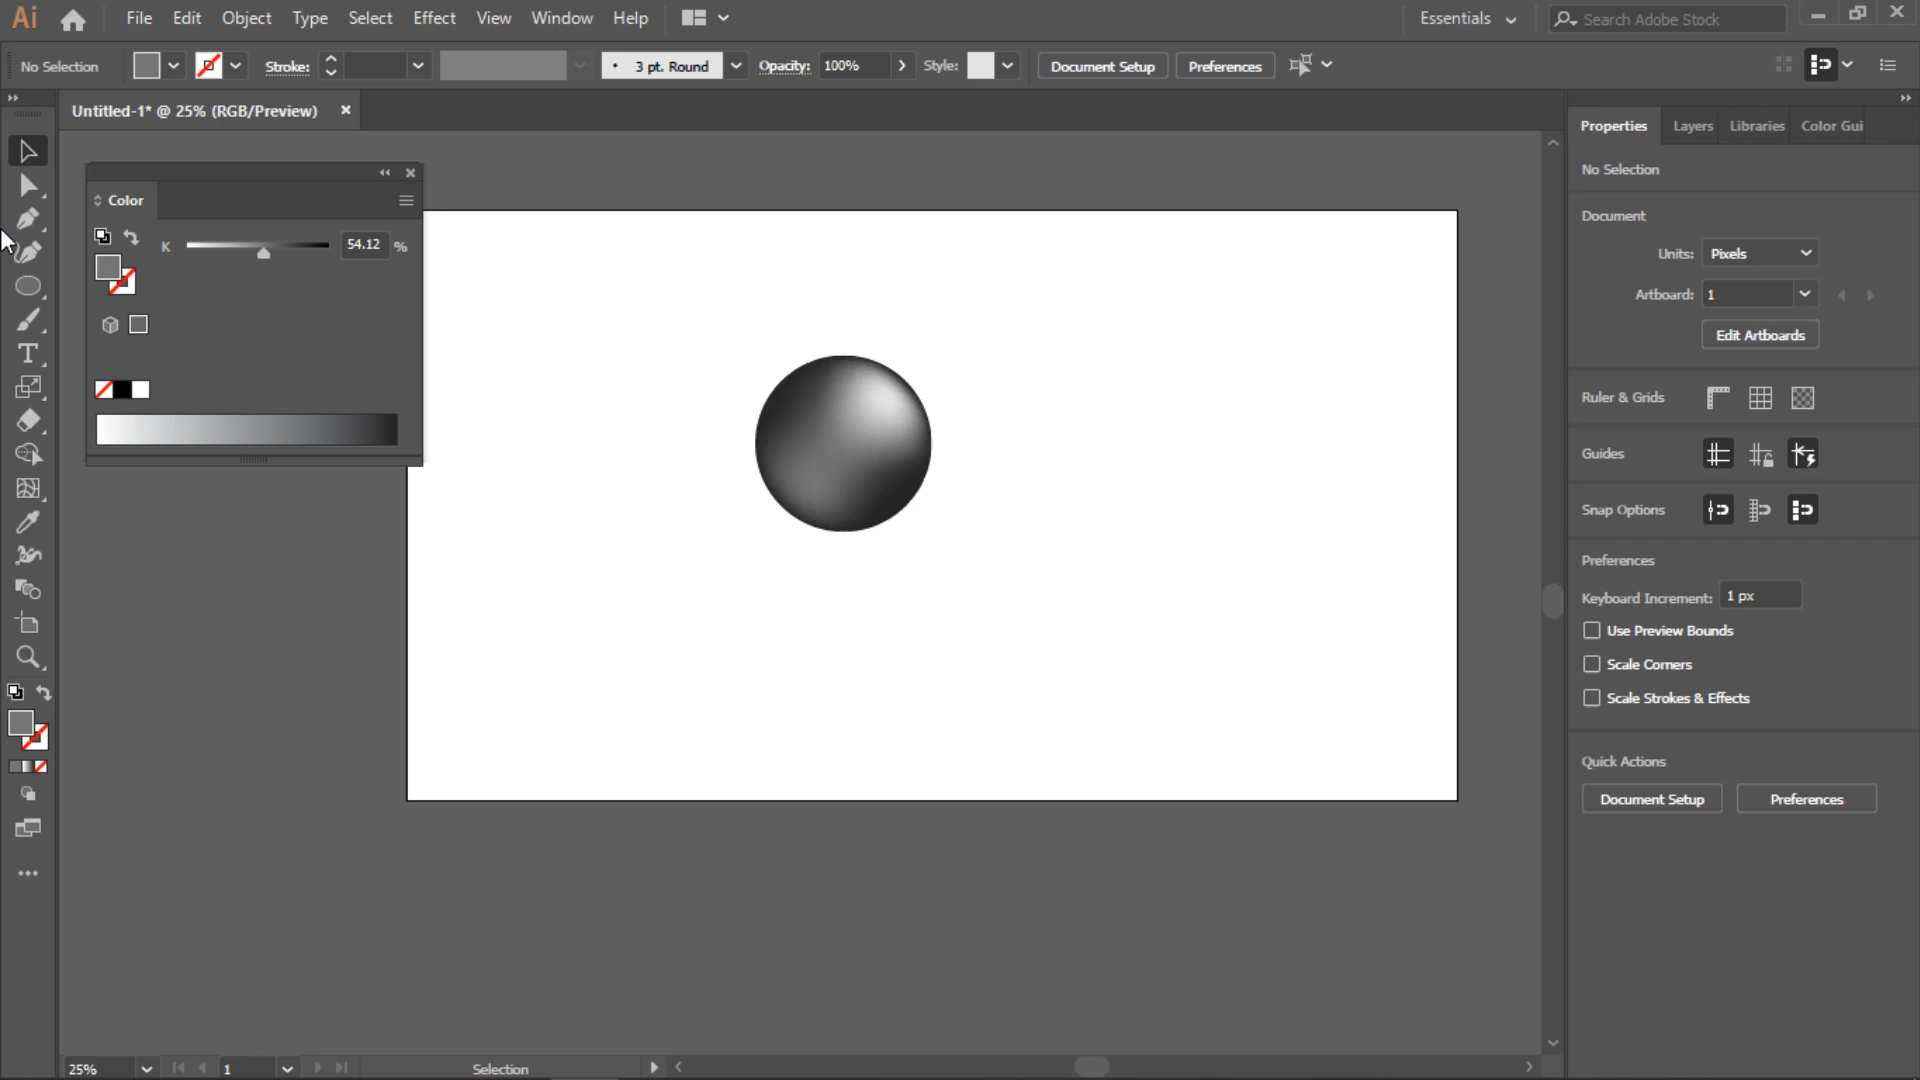 Ai File Edit Object Type Select Effect View Window Help Essentials Search Adobe Stock
No Selection Stroke: 3 pt. Round Opacity: 100% Style: Document Setup Preferences
Untitled-1* @ 25% (RGB/Preview)
Properties Layers Libraries Color Gui
No Selection
Color
K 54.12 %
Document
Units: Pixels
Artboard: 1
Edit Artboards
Ruler & Grids
Guides
Snap Options
Preferences
Keyboard Increment: 1 px
Use Preview Bounds
Scale Corners
Scale Strokes & Effects
Quick Actions
Document Setup Preferences
25% 1 Selection